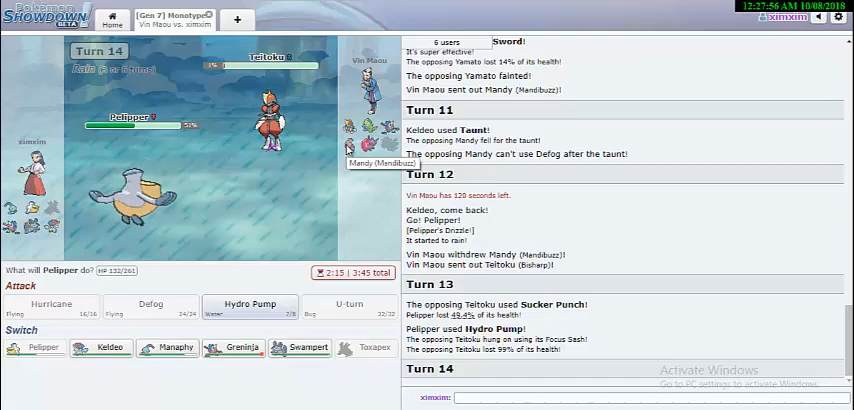 Pokémon
SHOWDOWN
BETA
Home
[Gen 7] Monotype
Vin Maou vs. ximxim
+
12:27:56 AM 10/08/2018
ximxim
Turn 14
Teitoku
1%
Pelipper
Vin Maou
ximxim
Mandy (Mandibuzz)
6 users
Sword!
It's super effective!
The opposing Yamato lost 14% of its health!
The opposing Yamato fainted!
Vin Maou sent out Mandy (Mandibuzz)!
Turn 11
Keldeo used Taunt!
The opposing Mandy fell for the taunt!
The opposing Mandy can't use Defog after the taunt!
Turn 12
Vin Maou has 120 seconds left.
Keldeo, come back!
Go! Pelipper!
[Pelipper's Drizzle!]
It started to rain!
Vin Maou withdrew Mandy (Mandibuzz)!
Vin Maou sent out Teitoku (Bisharp)!
Turn 13
The opposing Teitoku used Sucker Punch!
Pelipper lost 49.4% of its health!
Pelipper used Hydro Pump!
The opposing Teitoku hung on using its Focus Sash!
The opposing Teitoku lost 99% of its health!
Turn 14
What will Pelipper do? HP 132/261
2:15 | 3:45 total
Attack
Hurricane
Flying 16/16
Defog
Flying 24/24
Hydro Pump
Water 7/8
U-turn
Bug 32/32
Switch
Pelipper
Keldeo
Manaphy
Greninja
Swampert
Toxapex
Activate Windows
Go to PC settings to activate Windows.
ximxim: